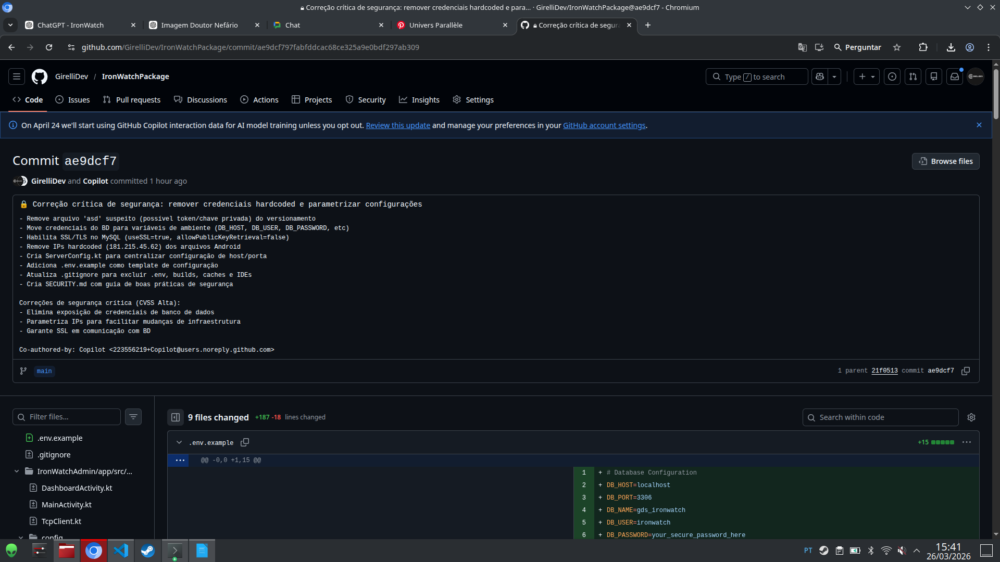 Correção crítica de segurança: remover credenciais hardcoded e para... · GirelliDev/IronWatchPackage@ae9dcf7 - Chromium
ChatGPT - IronWatch
Imagem Doutor Nefário
Chat
Univers Parallèle
Correção crítica de segura
github.com/GirelliDev/IronWatchPackage/commit/ae9dcf797fabfddcac68ce325a9e0bdf297ab309
Perguntar
GirelliDev / IronWatchPackage
Type / to search
Code
Issues
Pull requests
Discussions
Actions
Projects
Security
Insights
Settings
On April 24 we'll start using GitHub Copilot interaction data for AI model training unless you opt out. Review this update and manage your preferences in your GitHub account settings.
Commit ae9dcf7
Browse files
GirelliDev and Copilot committed 1 hour ago
🔒 Correção crítica de segurança: remover credenciais hardcoded e parametrizar configurações
- Remove arquivo 'asd' suspeito (possível token/chave privada) do versionamento
- Move credenciais do BD para variáveis de ambiente (DB_HOST, DB_USER, DB_PASSWORD, etc)
- Habilita SSL/TLS no MySQL (useSSL=true, allowPublicKeyRetrieval=false)
- Remove IPs hardcoded (181.215.45.62) dos arquivos Android
- Cria ServerConfig.kt para centralizar configuração de host/porta
- Adiciona .env.example como template de configuração
- Atualiza .gitignore para excluir .env, builds, caches e IDEs
- Cria SECURITY.md com guia de boas práticas de segurança
Correções de segurança crítica (CVSS Alta):
- Elimina exposição de credenciais de banco de dados
- Parametriza IPs para facilitar mudanças de infraestrutura
- Garante SSL em comunicação com BD
Co-authored-by: Copilot <223556219+Copilot@users.noreply.github.com>
main
1 parent 21f0513 commit ae9dcf7
Filter files...
9 files changed +187 -18 lines changed
Search within code
.env.example
.gitignore
IronWatchAdmin/app/src/...
DashboardActivity.kt
MainActivity.kt
TcpClient.kt
config
.env.example
+15
@@ -0,0 +1,15 @@
1 + # Database Configuration
2 + DB_HOST=localhost
3 + DB_PORT=3306
4 + DB_NAME=gds_ironwatch
5 + DB_USER=ironwatch
6 + DB_PASSWORD=your_secure_password_here
PT
15:41
26/03/2026